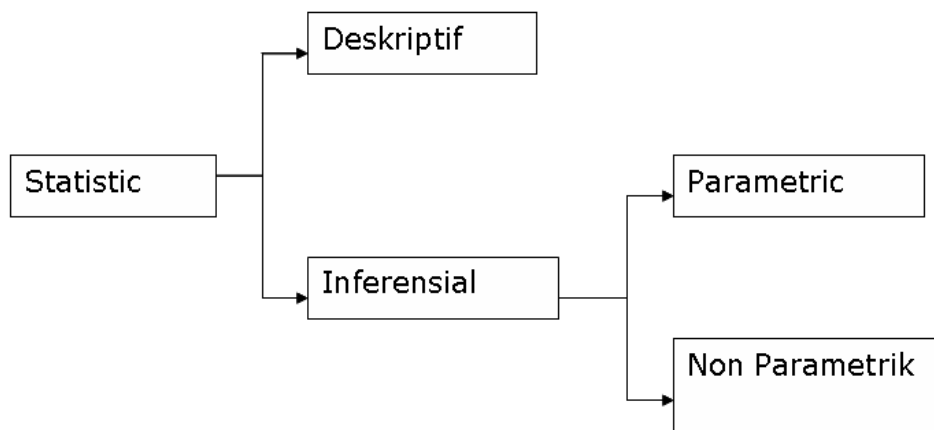 Deskriptif
Statistic
Parametric
Inferensial
Non Parametrik